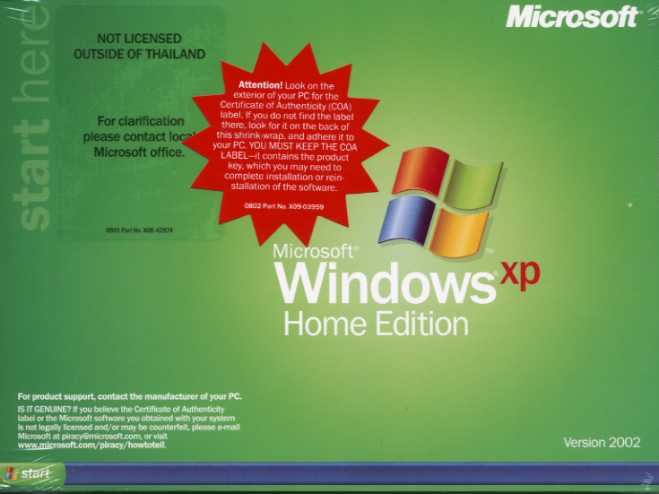 start here
NOT LICENSED
OUTSIDE OF THAILAND
For clarification
please contact local
Microsoft office.
0801 Part No. X08-42874
Attention! Look on the
exterior of your PC for the
Certificate of Authenticity (COA)
label. If you do not find the label
there, look for it on the back of
this shrink-wrap, and adhere it to
your PC. YOU MUST KEEP THE COA
LABEL—it contains the product
key, which you may need to
complete installation or rein-
stallation of the software.
0802 Part No. X09-03959
Microsoft®
Microsoft®
Windows® xp
Home Edition
For product support, contact the manufacturer of your PC.
IS IT GENUINE? If you believe the Certificate of Authenticity
label or the Microsoft software you obtained with your system
is not legally licensed and/or may be counterfeit, please e-mail
Microsoft at piracy@microsoft.com, or visit
www.microsoft.com/piracy/howtotell.
Version 2002
start